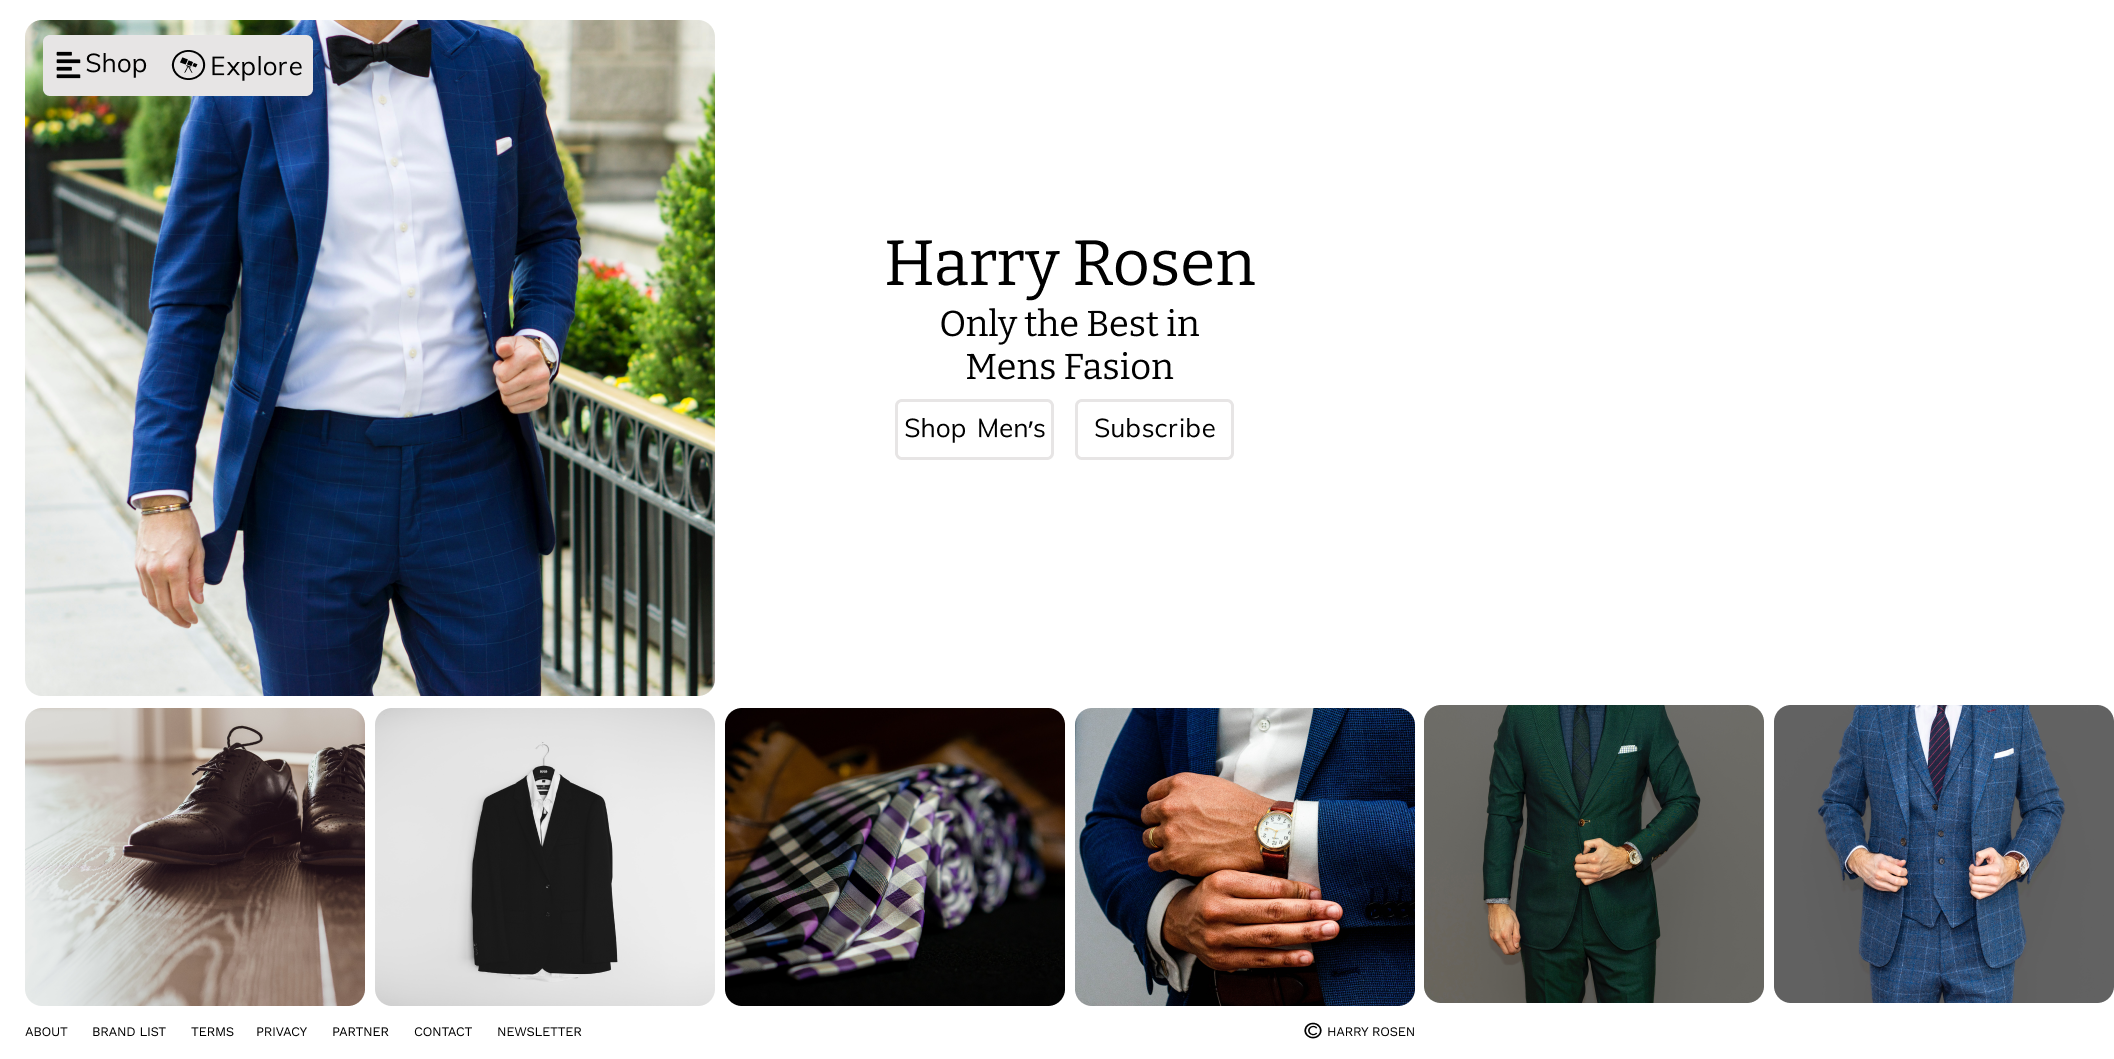 Shop Explore
Harry Rosen
Only the Best in
Mens Fasion
Shop Men's Subscribe
ABOUT BRAND LIST TERMS PRIVACY PARTNER CONTACT NEWSLETTER © HARRY ROSEN